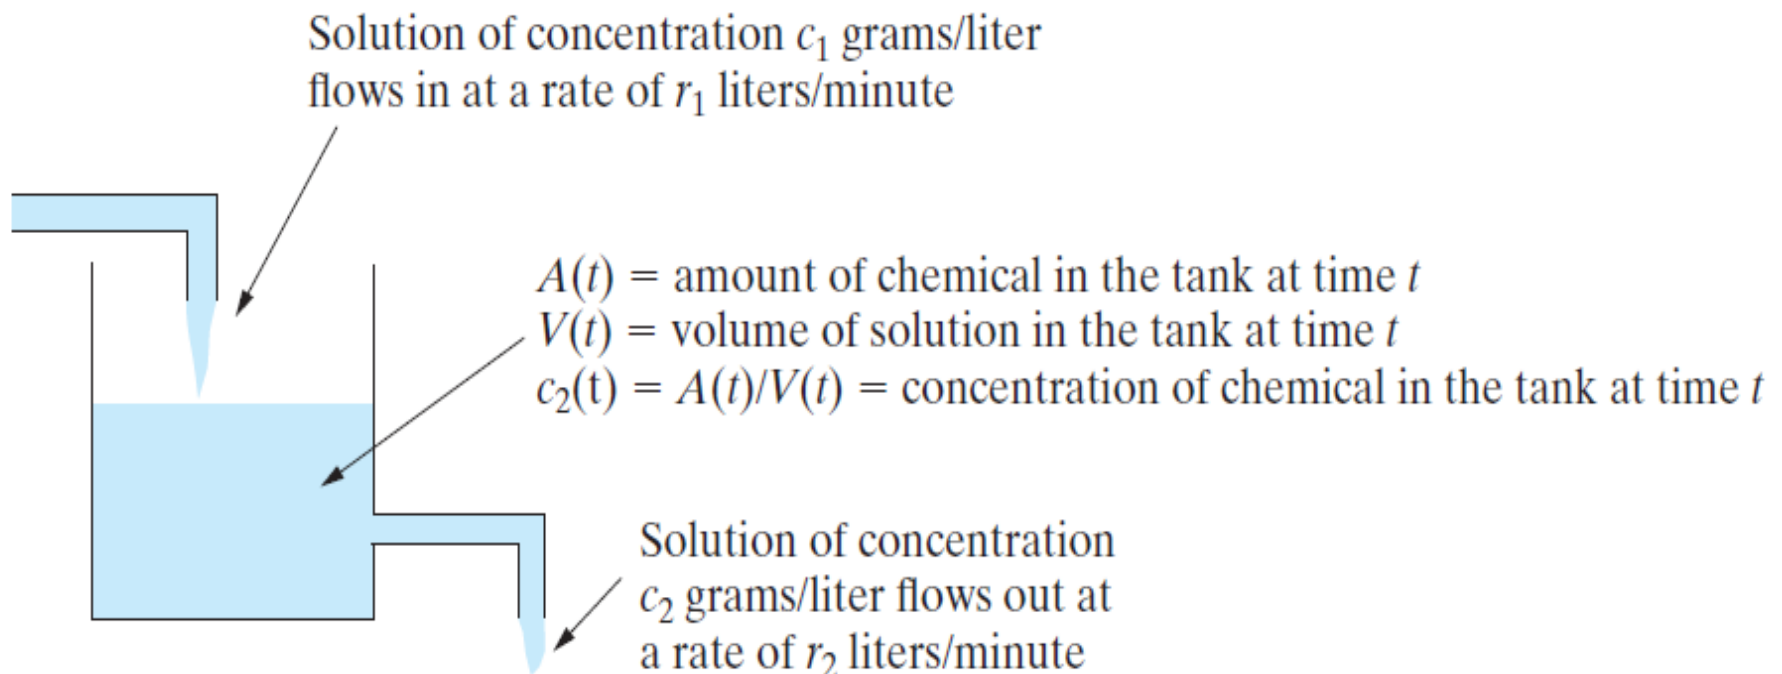 Solution of concentration c₁ grams/liter
flows in at a rate of r₁ liters/minute
A(t) = amount of chemical in the tank at time t
V(t) = volume of solution in the tank at time t
c₂(t) = A(t)/V(t) = concentration of chemical in the tank at time t
Solution of concentration
c₂ grams/liter flows out at
a rate of r₂ liters/minute